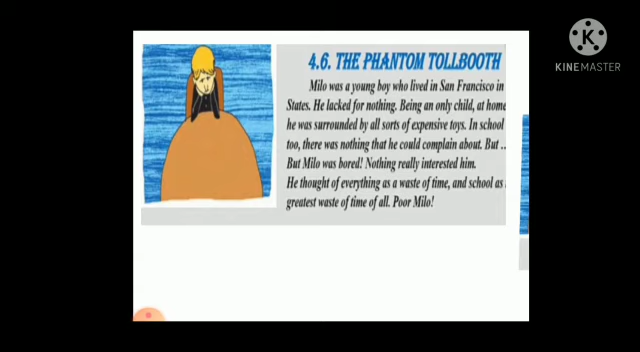 4.6. THE PHANTOM TOLLBOOTH
Milo was a young boy who lived in San Francisco in
States. He lacked for nothing. Being an only child, at home
he was surrounded by all sorts of expensive toys. In school
too, there was nothing that he could complain about. But ..
But Milo was bored! Nothing really interested him.
He thought of everything as a waste of time, and school as
greatest waste of time of all. Poor Milo!
K
KINEMASTER